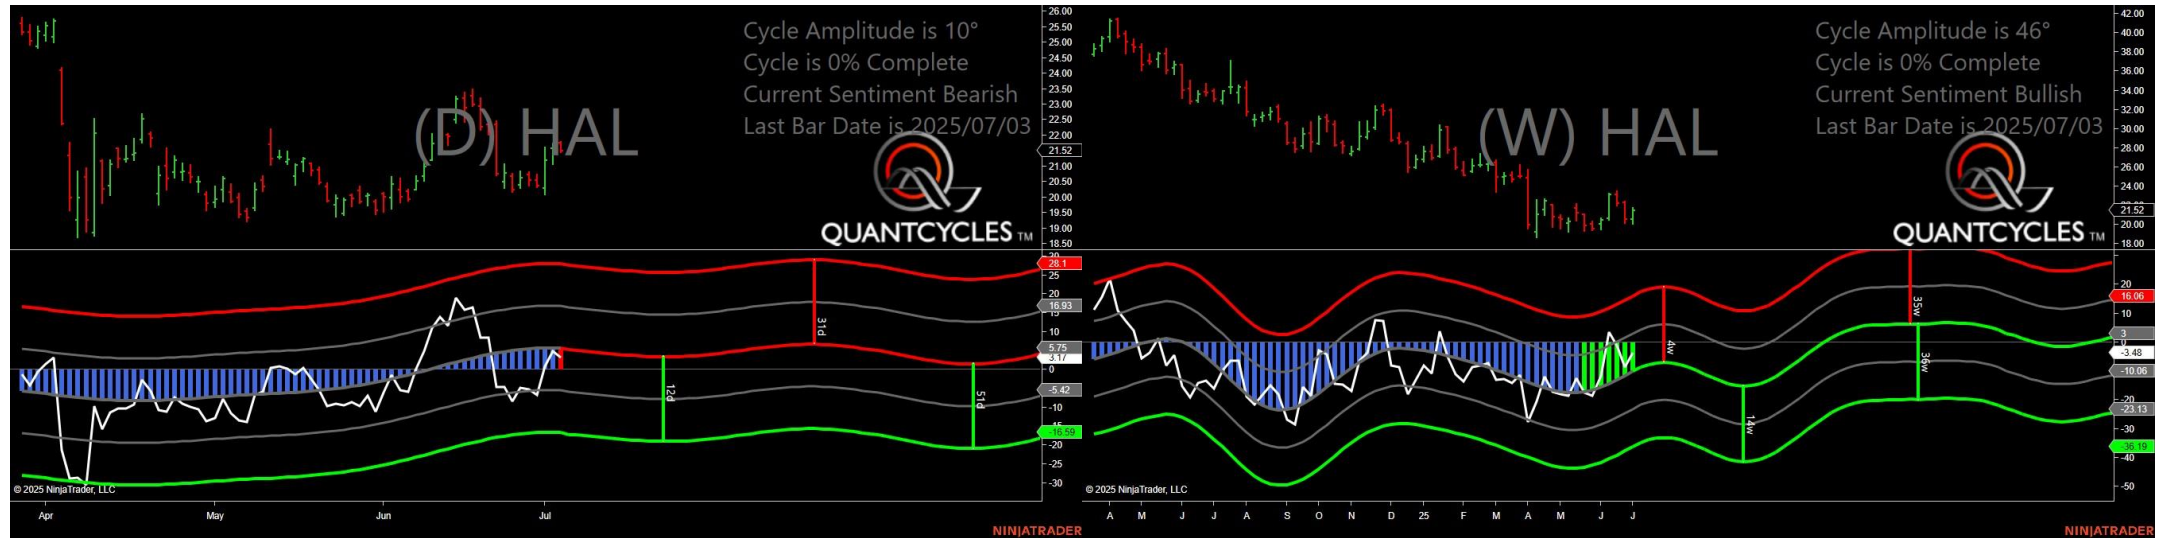 Cycle Amplitude is 10°
Cycle is 0% Complete
Current Sentiment Bearish
Last Bar Date is 2025/07/03
(D) HAL
QUANTCYCLES TM
26.00
25.50
25.00
24.50
24.00
23.50
23.00
22.50
22.00
21.52
21.00
20.50
20.00
19.50
19.00
18.50
28.1
25
20
16.93
15
10
5.75
3.17
0
-5.42
-10
-16.59
-20
-25
-30
31d
12d
51d
© 2025 NinjaTrader, LLC
Apr May Jun Jul
NINJATRADER
Cycle Amplitude is 46°
Cycle is 0% Complete
Current Sentiment Bullish
Last Bar Date is 2025/07/03
(W) HAL
QUANTCYCLES TM
42.00
40.00
38.00
36.00
34.00
32.00
30.00
28.00
26.00
24.00
21.52
20.00
18.00
20
16.06
10
3
0
-3.48
-10.06
-20
-23.13
-30
-36.19
-40
-50
4w
14w
35w
36w
© 2025 NinjaTrader, LLC
A M J J A S O N D 25 F M A M J J
NINJATRADER